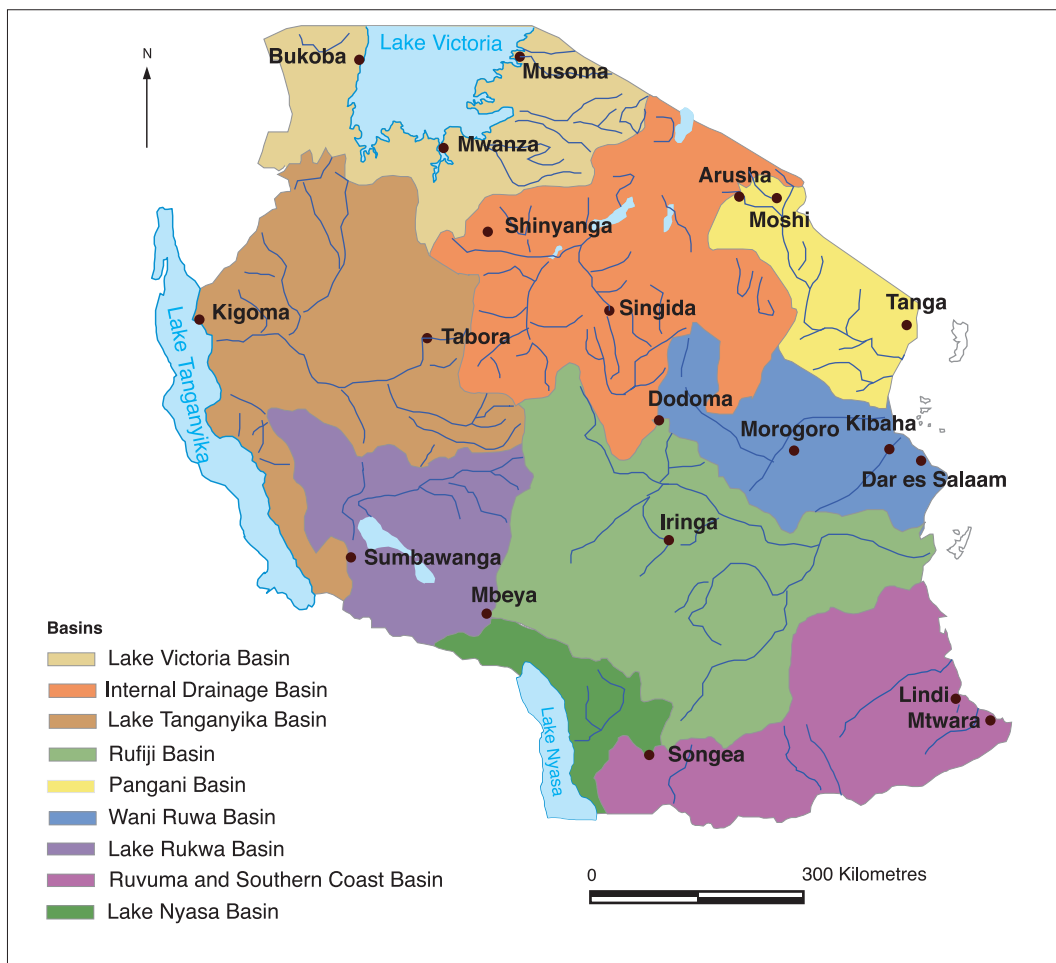 Lake Victoria
Bukoba
N
Musoma
Mwanza
Arusha
Moshi
Shinyanga
Tanga
Kigoma
Singida
Tabora
Lake Tanganyika
Dodoma
Morogoro
Kibaha
Dar es Salaam
Iringa
Sumbawanga
Mbeya
Lindi
Mtwara
Songea
Lake Nyasa
Basins
Lake Victoria Basin
Internal Drainage Basin
Lake Tanganyika Basin
Rufiji Basin
Pangani Basin
Wani Ruwa Basin
Lake Rukwa Basin
Ruvuma and Southern Coast Basin
Lake Nyasa Basin
0 300 Kilometres